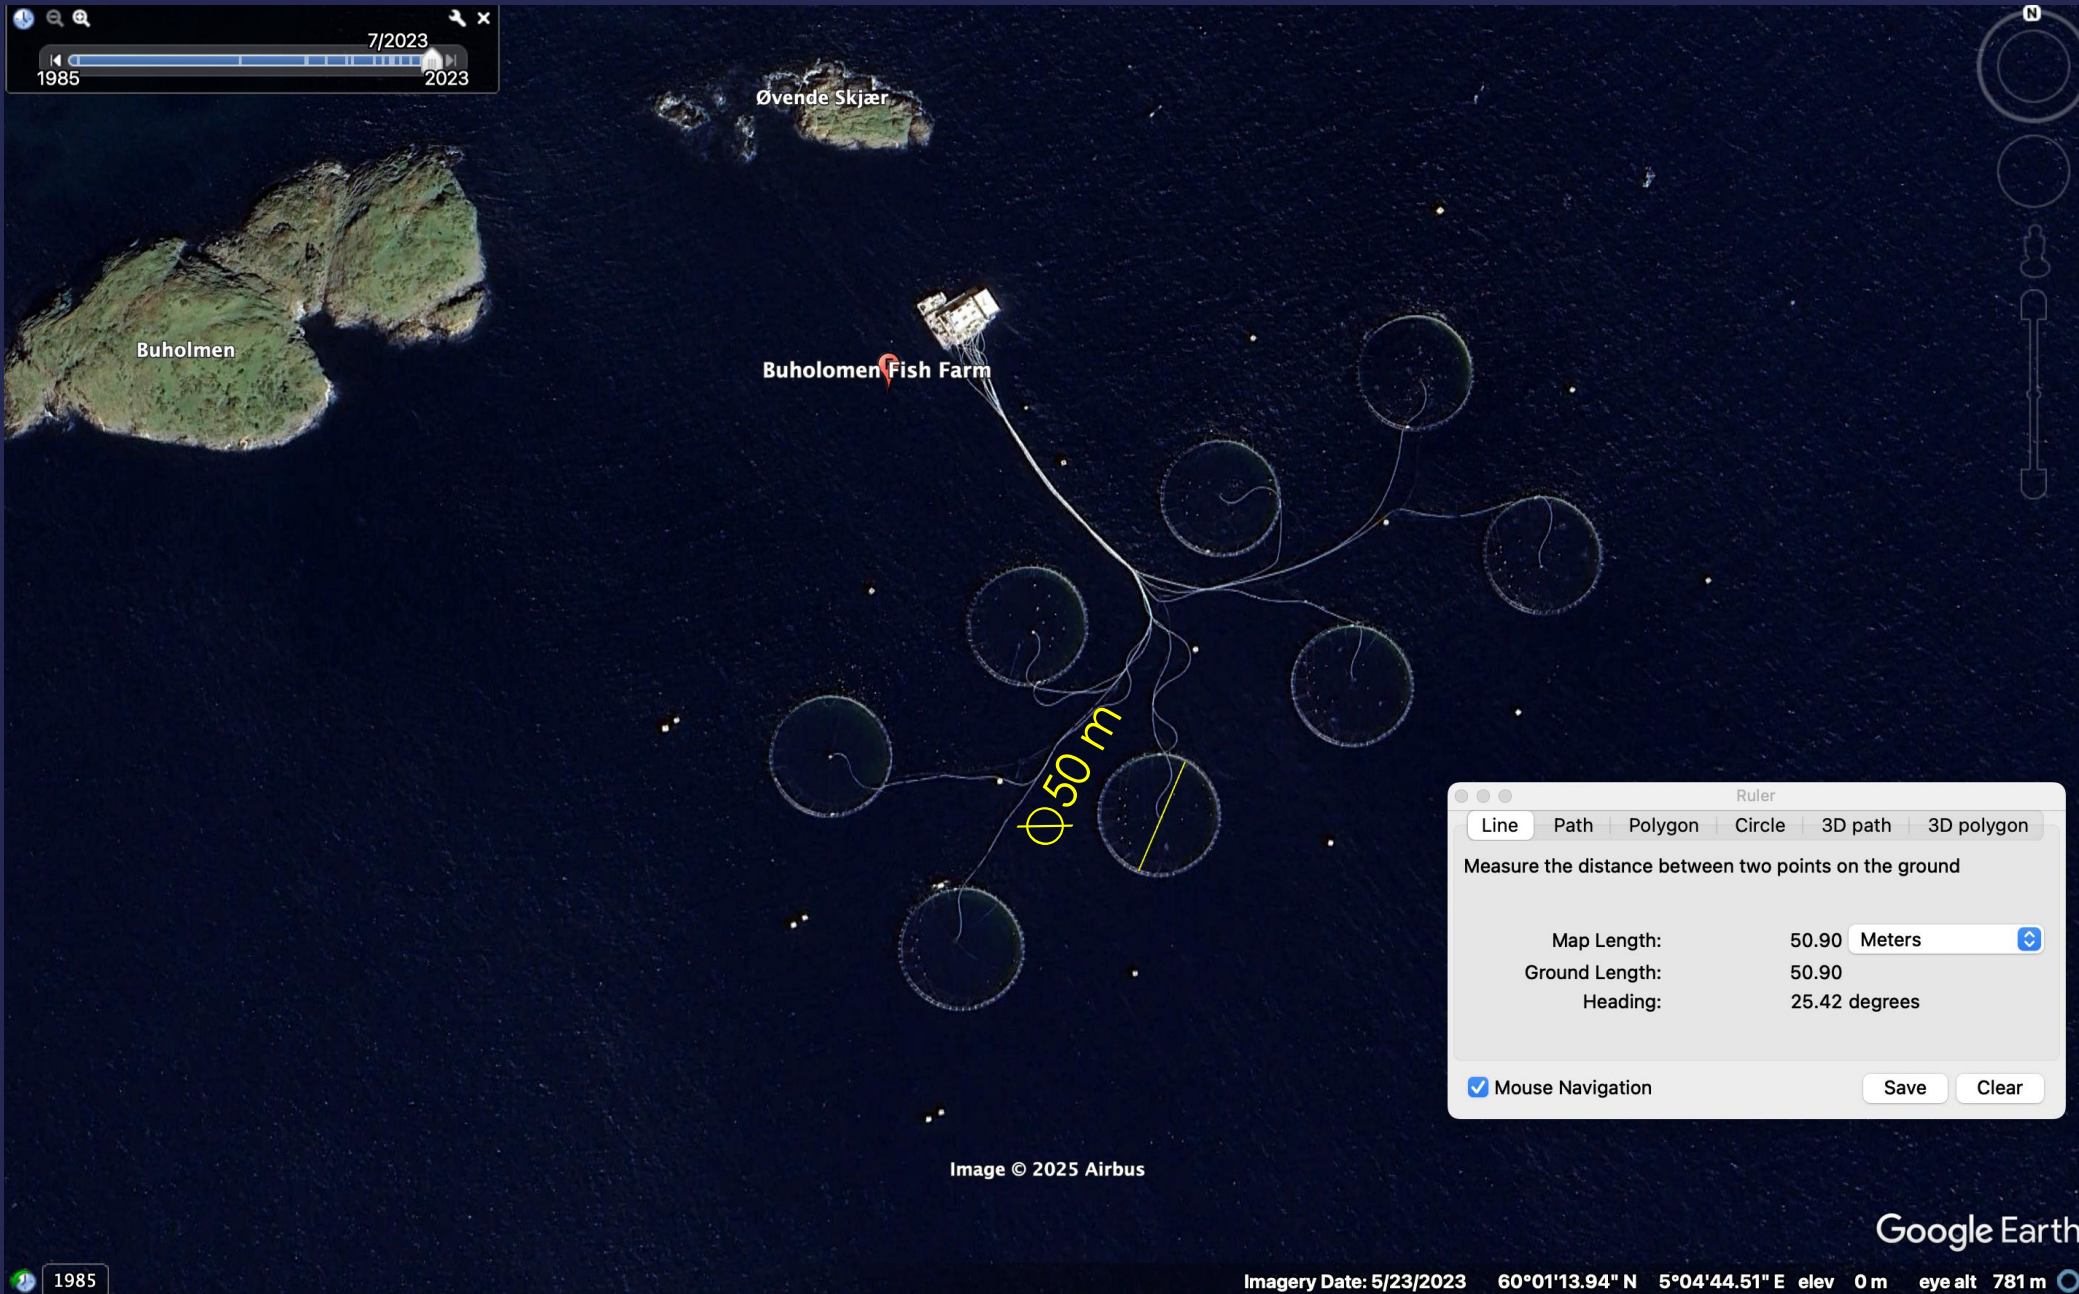 7/2023
1985
2023
N
Øvende Skjær
Buholmen
Buholomen Fish Farm
⌀50 m
Ruler
Line Path Polygon Circle 3D path 3D polygon
Measure the distance between two points on the ground
Map Length: 50.90 Meters
Ground Length: 50.90
Heading: 25.42 degrees
Mouse Navigation Save Clear
Image © 2025 Airbus
Google Earth
1985
Imagery Date: 5/23/2023 60°01'13.94" N 5°04'44.51" E elev 0 m eye alt 781 m